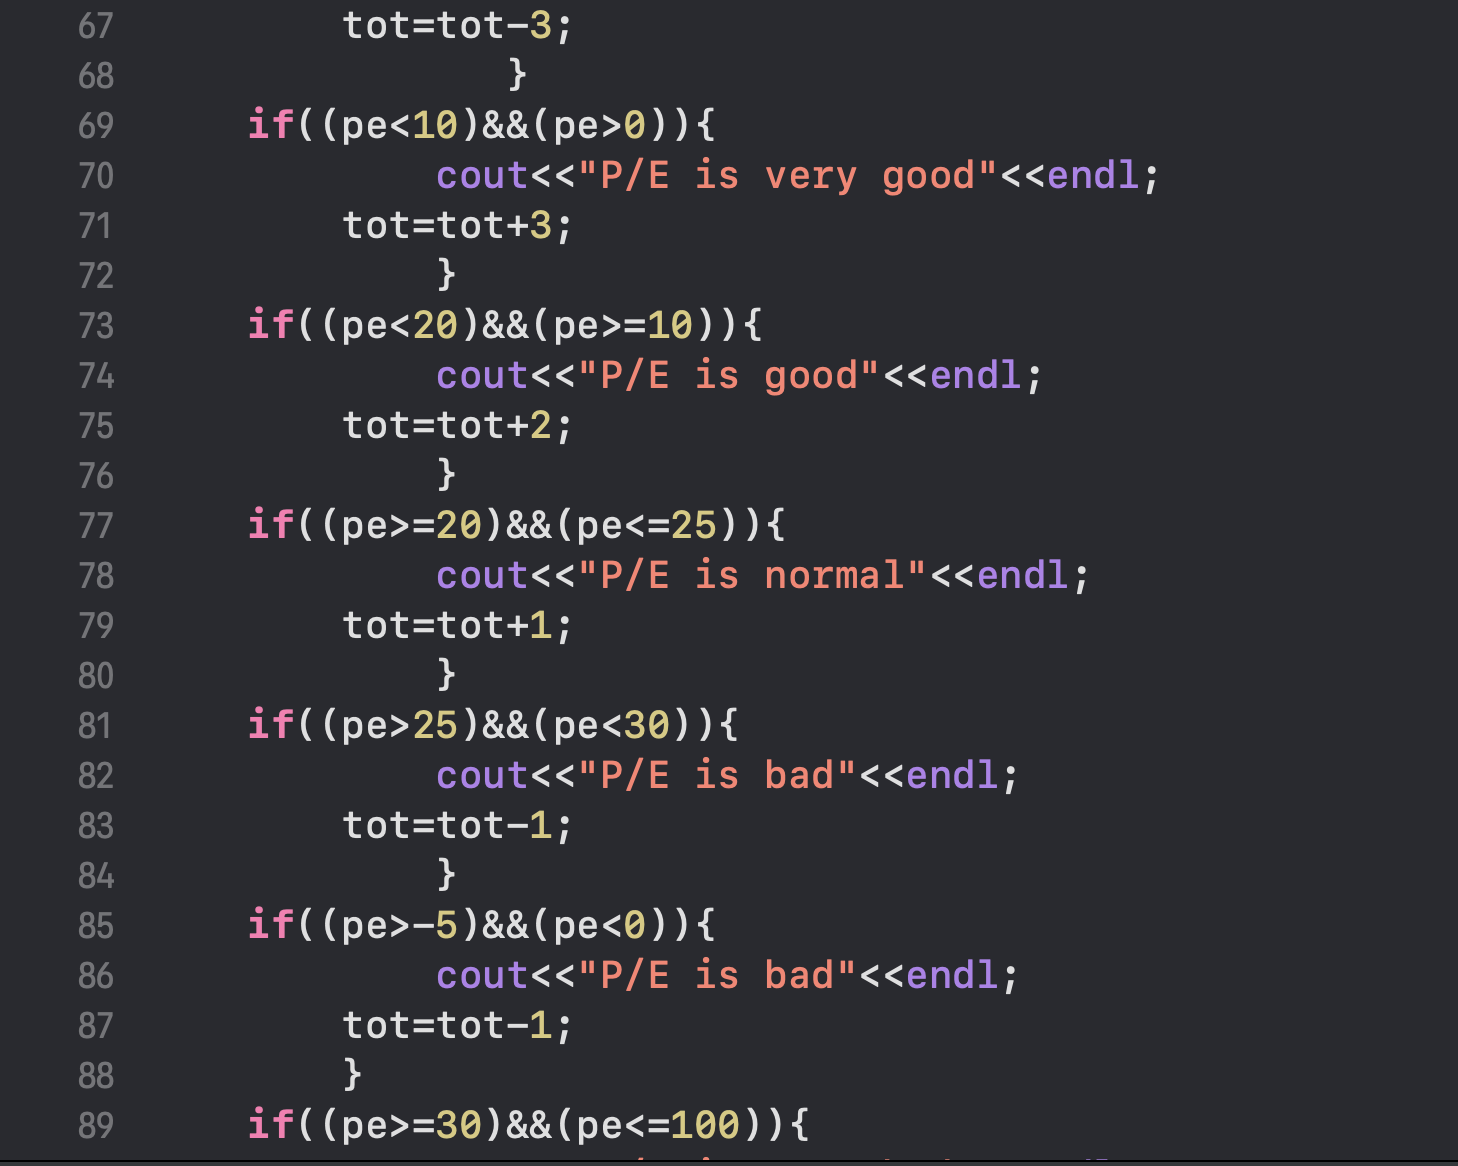 67 tot=tot-3;
68 }
69 if((pe<10)&&(pe>0)){
70 cout<<"P/E is very good"<<endl;
71 tot=tot+3;
72 }
73 if((pe<20)&&(pe>=10)){
74 cout<<"P/E is good"<<endl;
75 tot=tot+2;
76 }
77 if((pe>=20)&&(pe<=25)){
78 cout<<"P/E is normal"<<endl;
79 tot=tot+1;
80 }
81 if((pe>25)&&(pe<30)){
82 cout<<"P/E is bad"<<endl;
83 tot=tot-1;
84 }
85 if((pe>-5)&&(pe<0)){
86 cout<<"P/E is bad"<<endl;
87 tot=tot-1;
88 }
89 if((pe>=30)&&(pe<=100)){